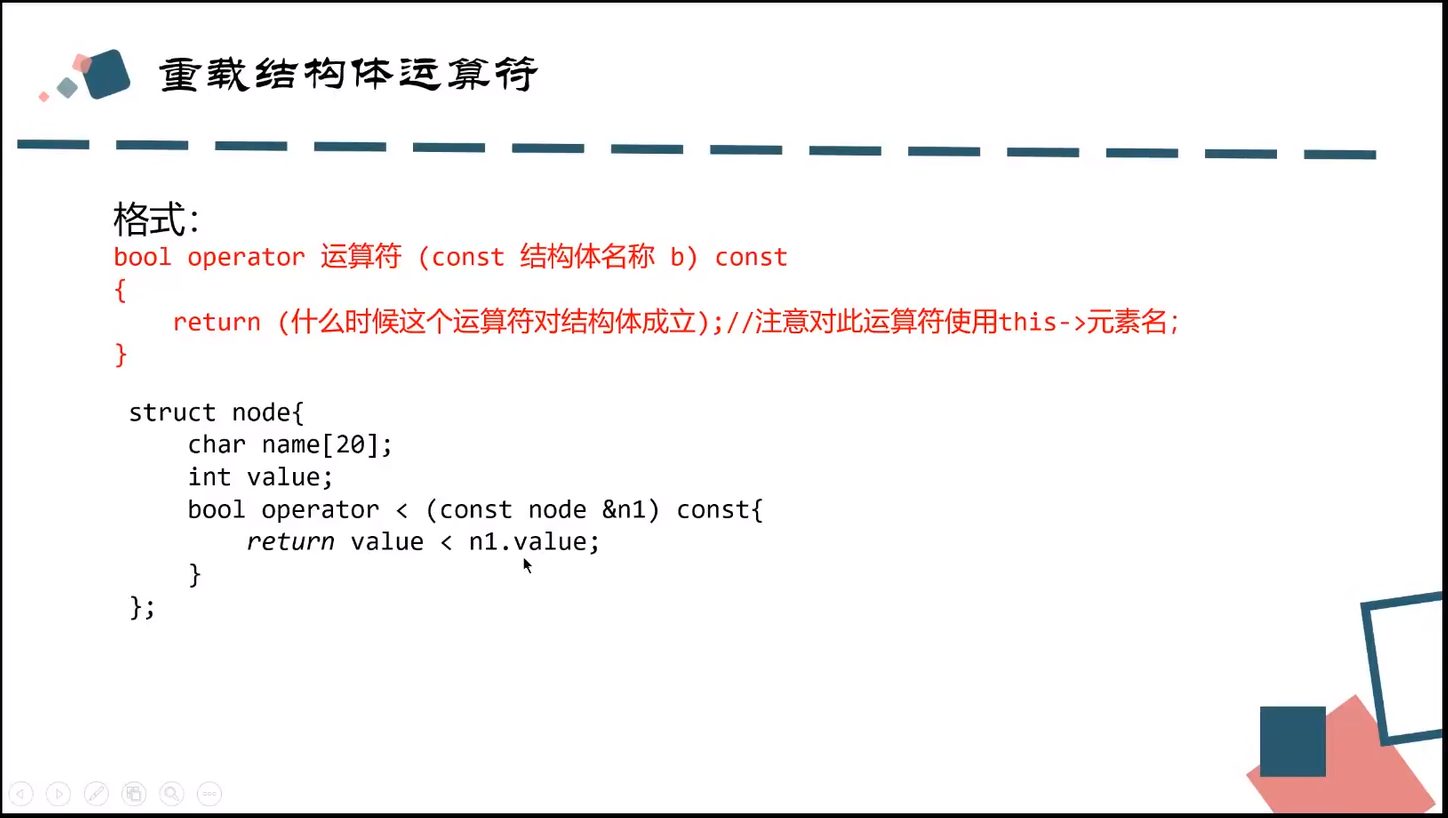 重载结构体运算符
格式：
bool operator 运算符 (const 结构体名称 b) const
{
    return (什么时候这个运算符对结构体成立);//注意对此运算符使用this->元素名；
}
struct node{
    char name[20];
    int value;
    bool operator < (const node &n1) const{
        return value < n1.value;
    }
};